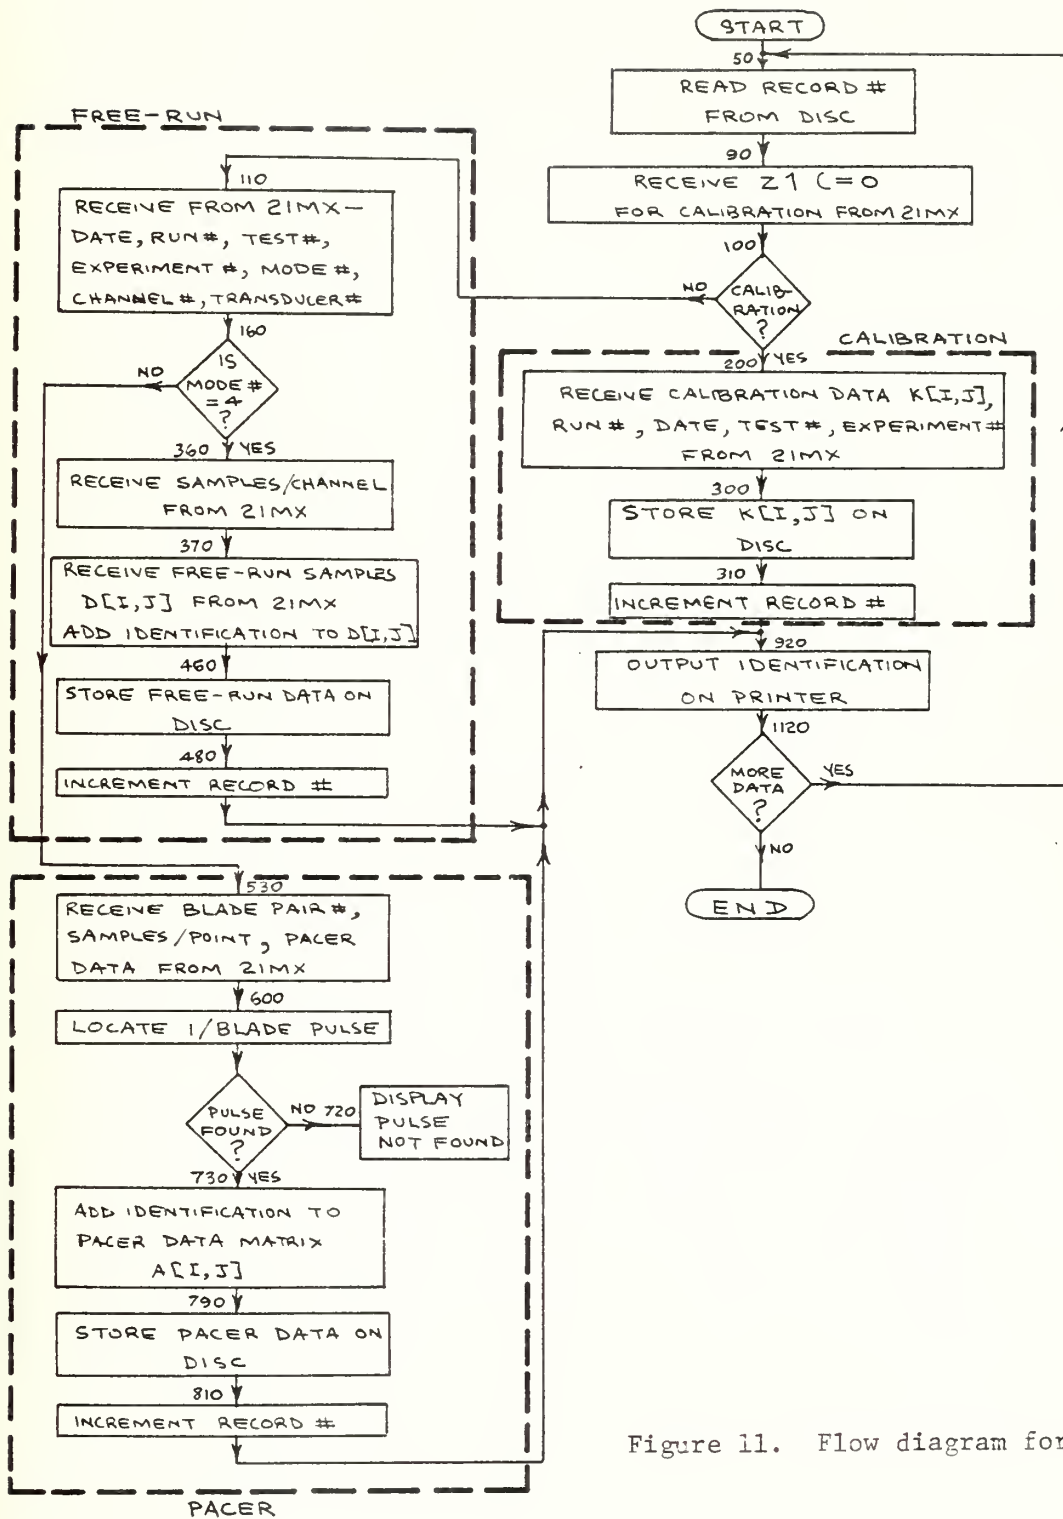 START
50
READ RECORD #
FROM DISC
90
RECEIVE Z1 (=0
FOR CALIBRATION FROM 21MX
100
CALIB-
RATION
?
NO
YES
FREE-RUN
110
RECEIVE FROM 21MX-
DATE, RUN#, TEST#,
EXPERIMENT #, MODE#,
CHANNEL#, TRANSDUCER#
160
IS
MODE #
=4
?
NO
360 YES
RECEIVE SAMPLES/CHANNEL
FROM 21MX
370
RECEIVE FREE-RUN SAMPLES
D[I,J] FROM 21MX
ADD IDENTIFICATION TO D[I,J]
460
STORE FREE-RUN DATA ON
DISC
480
INCREMENT RECORD #
CALIBRATION
200
RECEIVE CALIBRATION DATA K[I,J],
RUN#, DATE, TEST#, EXPERIMENT#
FROM 21MX
300
STORE K[I,J] ON
DISC
310
INCREMENT RECORD #
920
OUTPUT IDENTIFICATION
ON PRINTER
1120
MORE
DATA
?
YES
NO
END
530
RECEIVE BLADE PAIR#,
SAMPLES/POINT, PACER
DATA FROM 21MX
600
LOCATE 1/BLADE PULSE
PULSE
FOUND
?
NO 720
DISPLAY
PULSE
NOT FOUND
730 YES
ADD IDENTIFICATION TO
PACER DATA MATRIX
A[I,J]
790
STORE PACER DATA ON
DISC
810
INCREMENT RECORD #
PACER
Figure 11. Flow diagram for